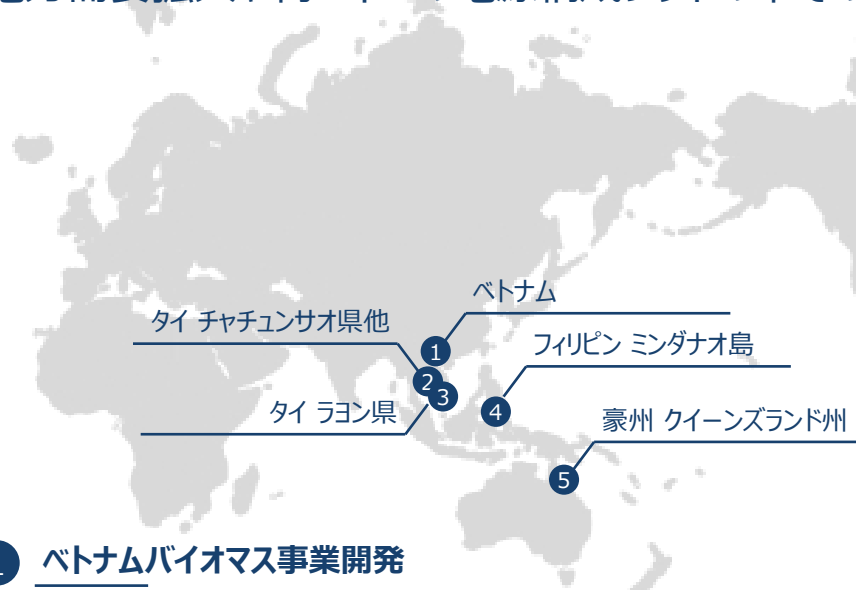 ベトナム
タイ チャチュンサオ県他
1
フィリピン ミンダナオ島
2
3
タイ ラヨン県
4
豪州 クイーンズランド州
5
ベトナムバイオマス事業開発